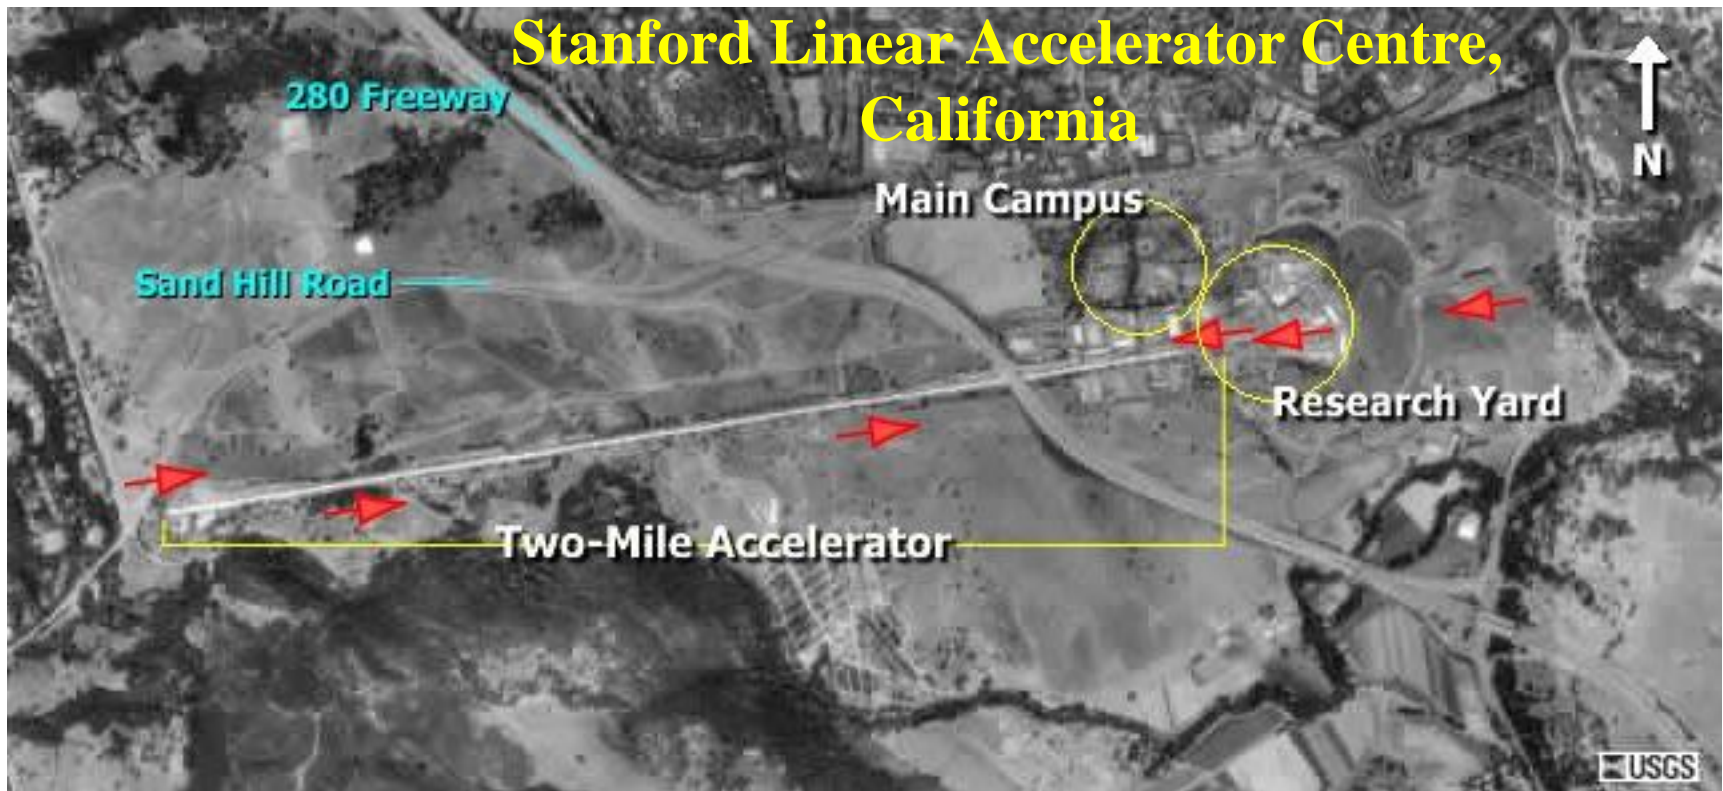 Stanford Linear Accelerator Centre,
California
280 Freeway
N
Main Campus
Sand Hill Road
Research Yard
Two-Mile Accelerator
USGS